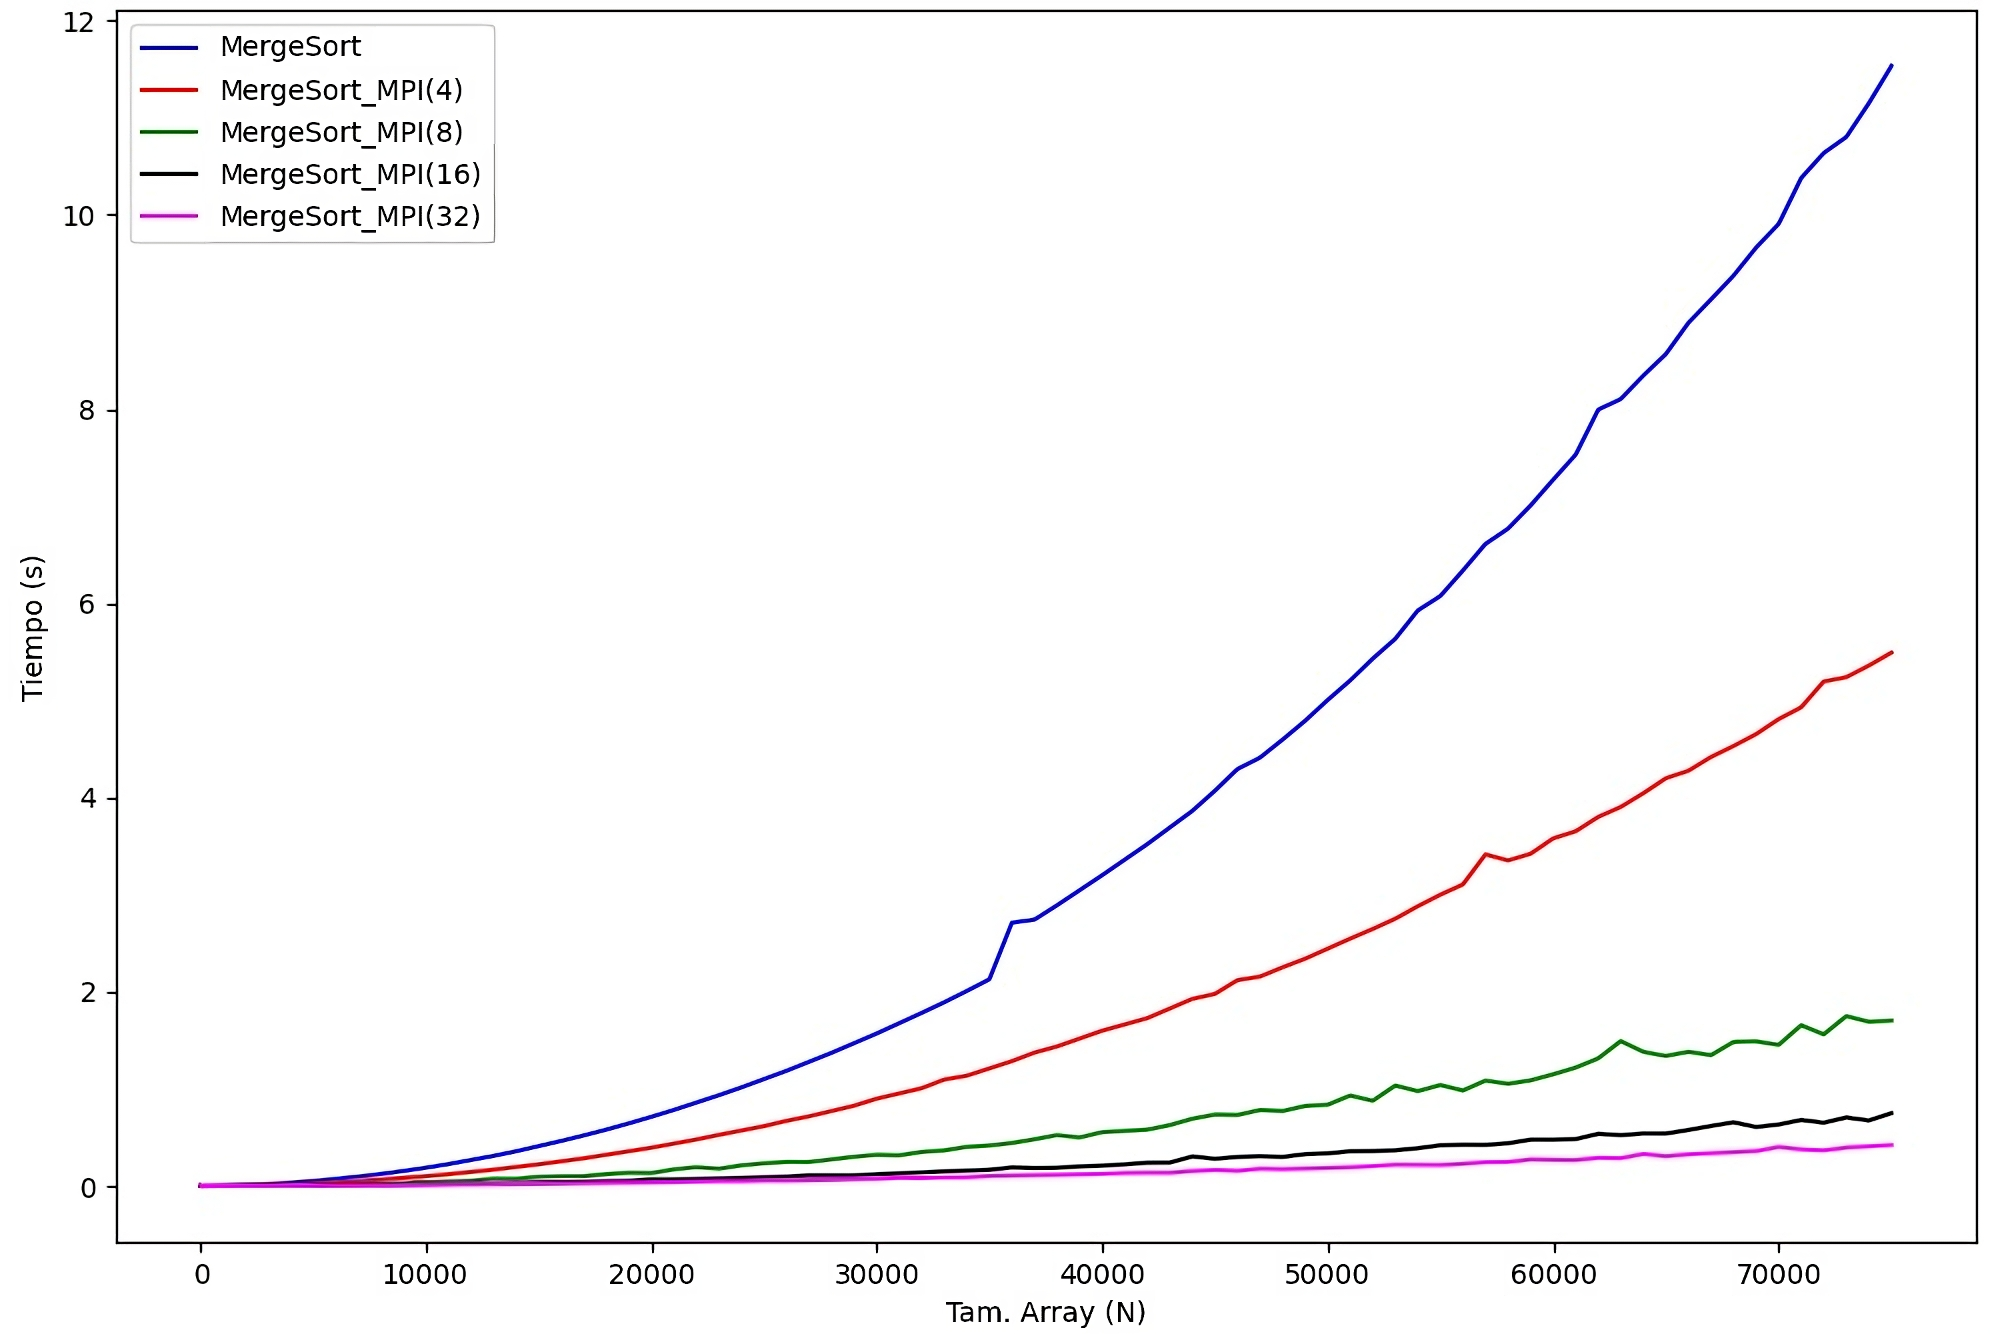 MergeSort
MergeSort_MPI(4)
MergeSort_MPI(8)
MergeSort_MPI(16)
MergeSort_MPI(32)
12
10
8
6
4
2
0
Tiempo (s)
0 10000 20000 30000 40000 50000 60000 70000
Tam. Array (N)